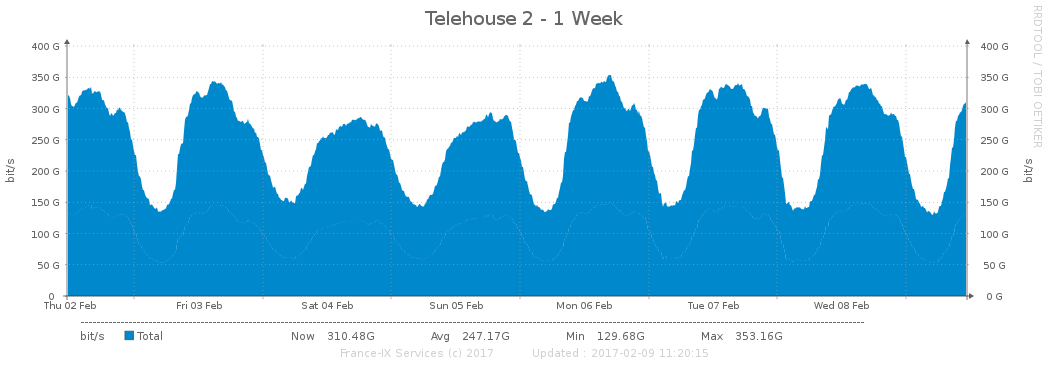 Telehouse 2 - 1 Week
RRDTOOL / TOBI OETIKER
400 G 400 G
350 G 350 G
300 G 300 G
250 G 250 G
200 G 200 G
150 G 150 G
100 G 100 G
50 G 50 G
0 0 G
bit/s
bit/s
Thu 02 Feb Fri 03 Feb Sat 04 Feb Sun 05 Feb Mon 06 Feb Tue 07 Feb Wed 08 Feb
bit/s Total Now 310.48G Avg 247.17G Min 129.68G Max 353.16G
France-IX Services (c) 2017 Updated : 2017-02-09 11:20:15